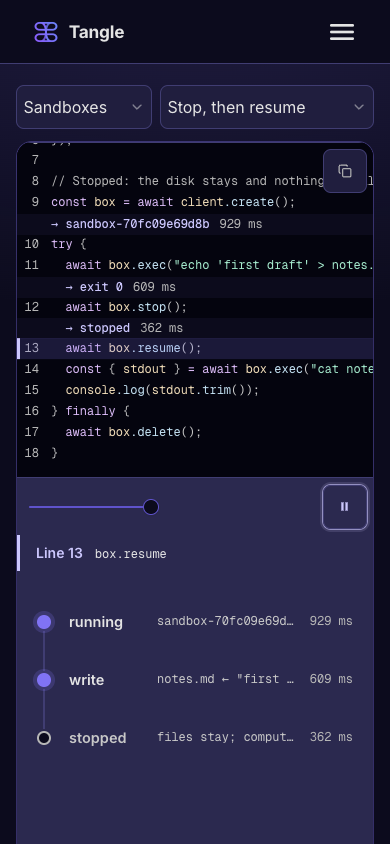 Tangle
Sandboxes
Stop, then resume
6 });
7
8 // Stopped: the disk stays and nothing
9 const box = await client.create();
→ sandbox-70fc09e69d8b 929 ms
10 try {
11 await box.exec("echo 'first draft' > notes.
→ exit 0 609 ms
12 await box.stop();
→ stopped 362 ms
13 await box.resume();
14 const { stdout } = await box.exec("cat note
15 console.log(stdout.trim());
16 } finally {
17 await box.delete();
18 }
Line 13 box.resume
running sandbox-70fc09e69d… 929 ms
write notes.md ← "first … 609 ms
stopped files stay; comput… 362 ms